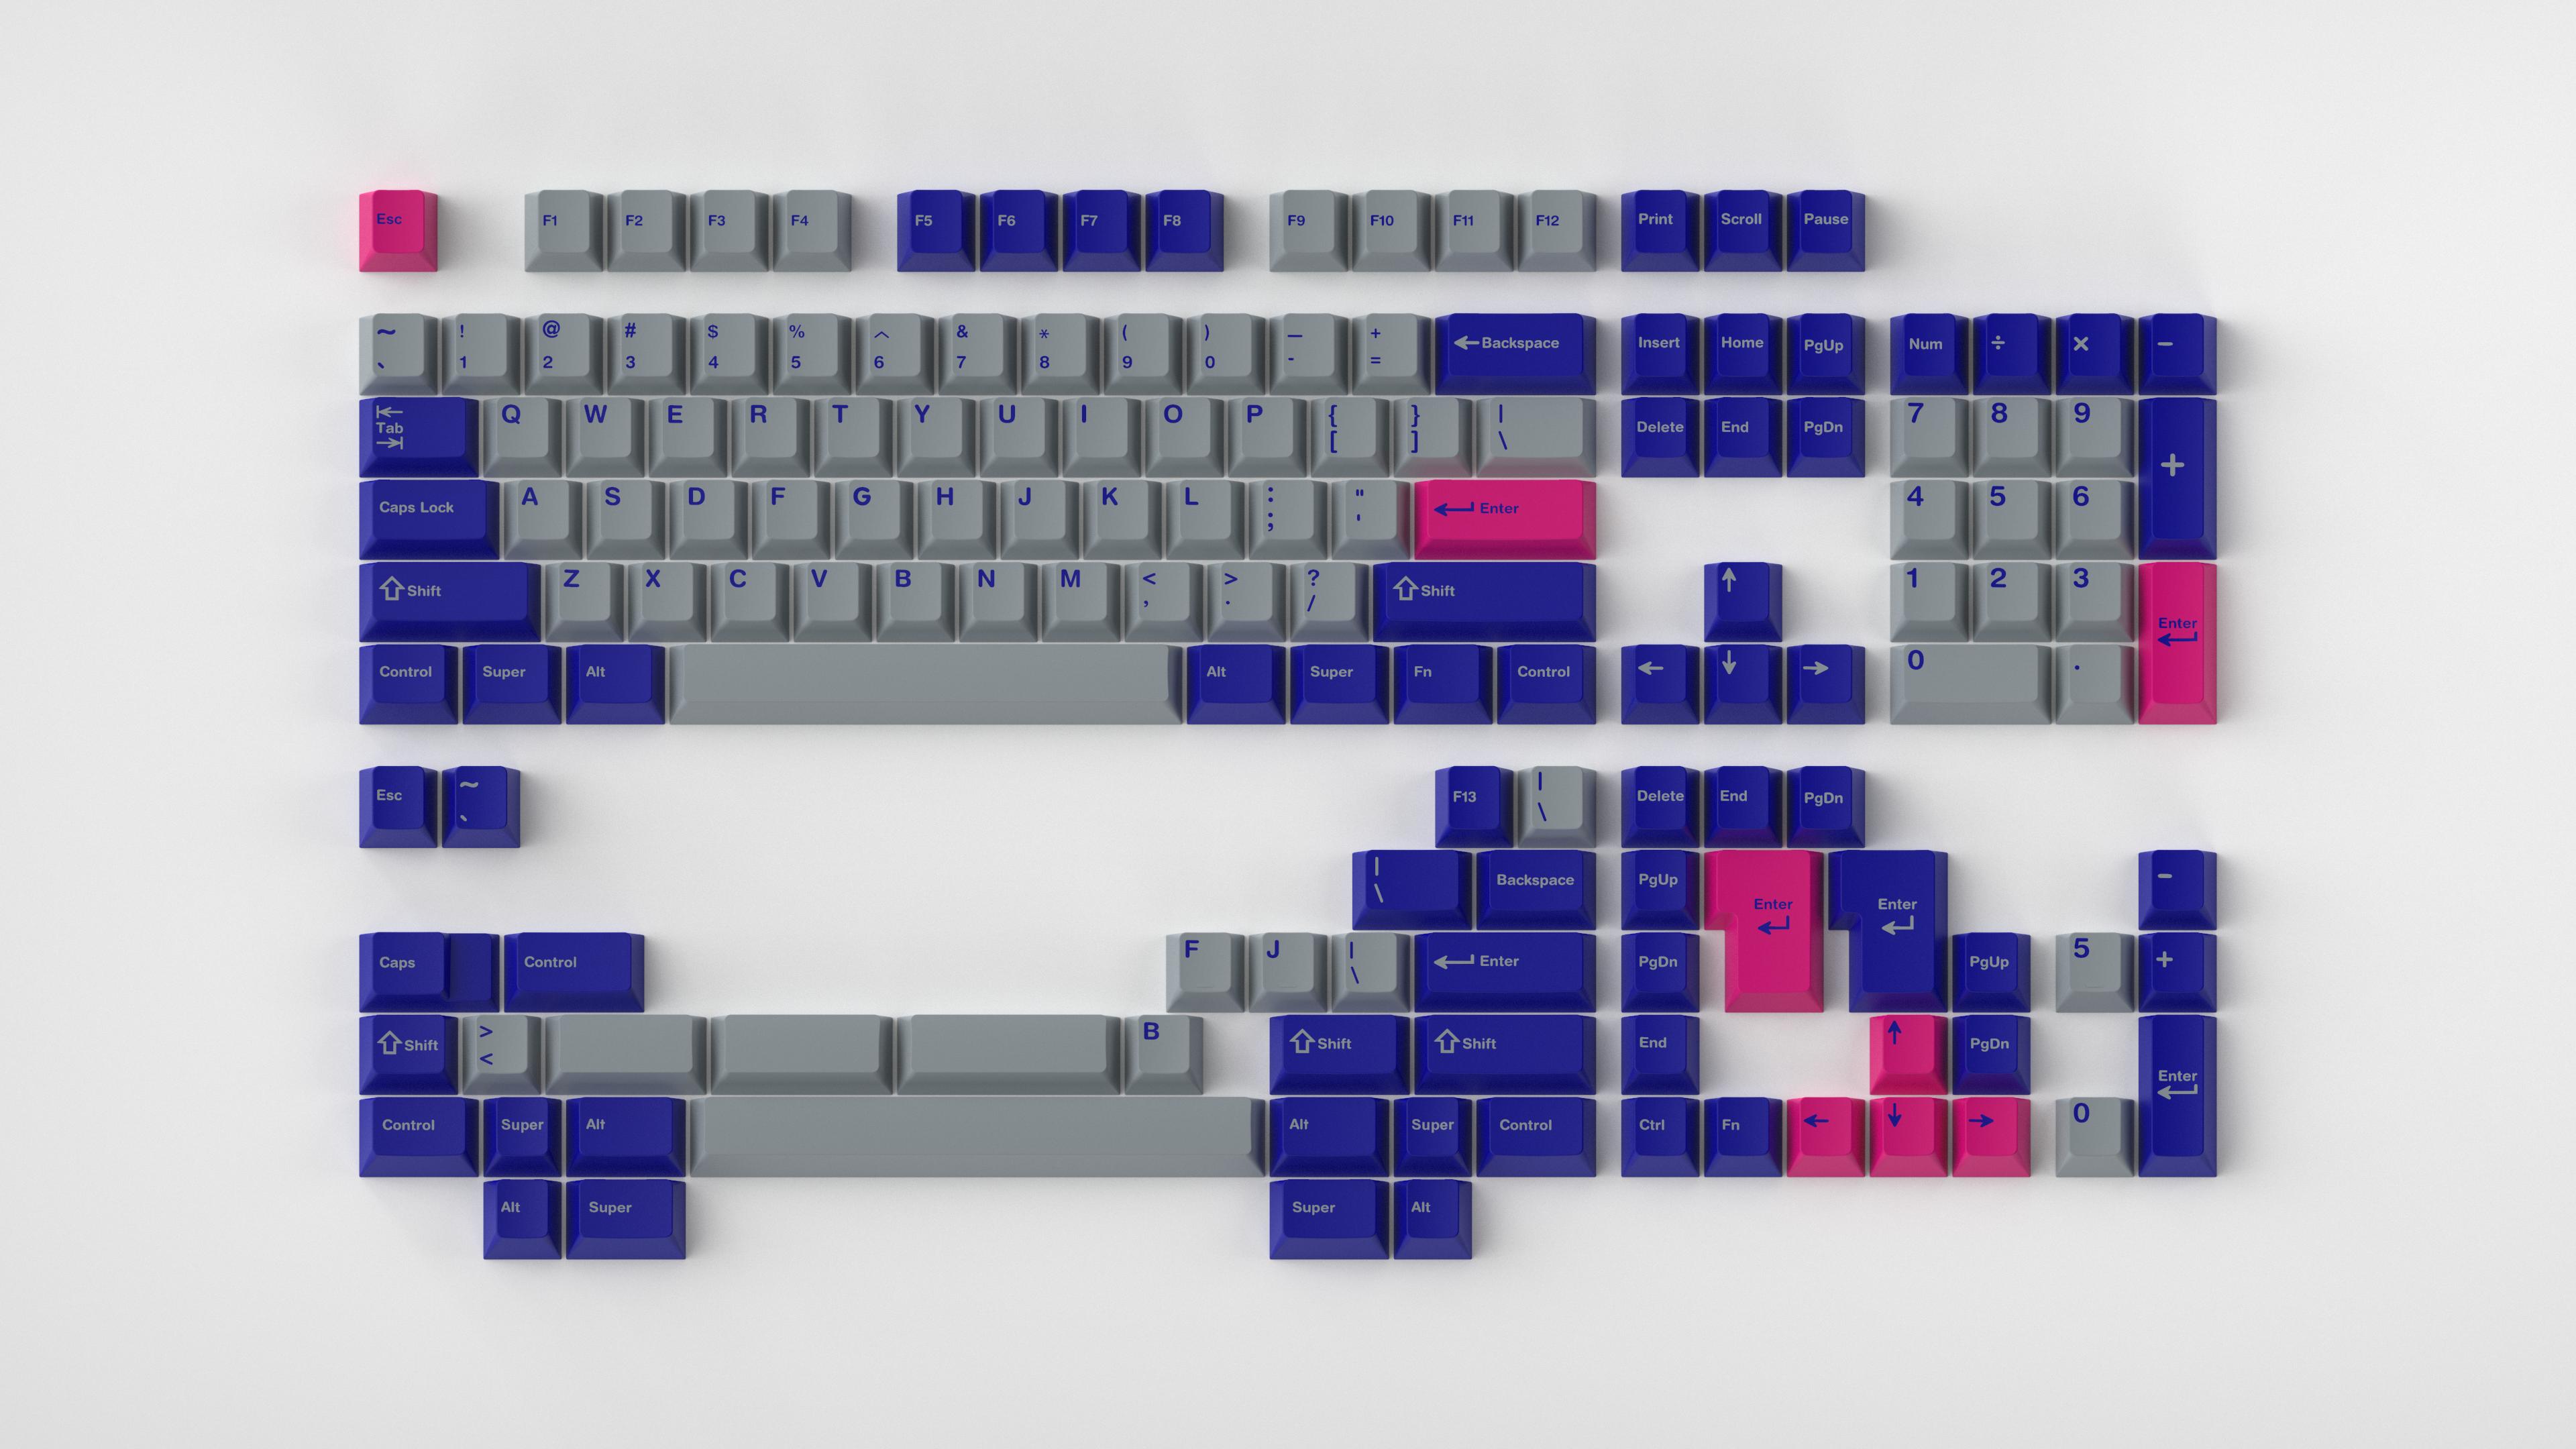 Esc F1 F2 F3 F4 F5 F6 F7 F8 F9 F10 F11 F12 Print Scroll Pause
~ ! @ # $ % ^ & * ( ) — +
` 1 2 3 4 5 6 7 8 9 0 - = ← Backspace Insert Home PgUp Num ÷ × −
⇤ Tab ⇥ Q W E R T Y U I O P { [ } ] | \ Delete End PgDn 7 8 9 +
Caps Lock A S D F G H J K L : ; " ' ↵ Enter 4 5 6
⇧ Shift Z X C V B N M < , > . ? / ⇧ Shift ↑ 1 2 3 Enter ↵
Control Super Alt Alt Super Fn Control ← ↓ → 0 .
Esc ~ ` F13 | \ Delete End PgDn
| \ Backspace PgUp Enter ↵ Enter ↵ −
Caps Control F J | \ ↵ Enter PgDn PgUp 5 +
⇧ Shift > < B ⇧ Shift ⇧ Shift End ↑ PgDn Enter ↵
Control Super Alt Alt Super Control Ctrl Fn ← ↓ → 0
Alt Super Super Alt